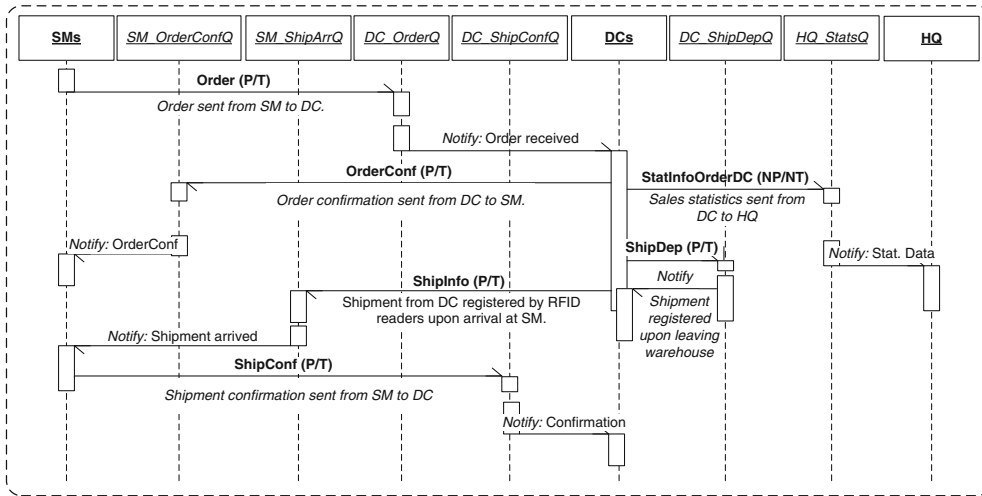 SMs
SM_OrderConfQ
SM_ShipArrQ
DC_OrderQ
DC_ShipConfQ
DCs
DC_ShipDepQ
HQ_StatsQ
HQ
Order (P/T)
Order sent from SM to DC.
Notify: Order received
OrderConf (P/T)
Order confirmation sent from DC to SM.
StatInfoOrderDC (NP/NT)
Sales statistics sent from
DC to HQ
Notify: OrderConf
ShipDep (P/T)
Notify: Stat. Data
Notify
ShipInfo (P/T)
Shipment from DC registered by RFID
readers upon arrival at SM.
Shipment
registered
upon leaving
warehouse
Notify: Shipment arrived
ShipConf (P/T)
Shipment confirmation sent from SM to DC
Notify: Confirmation